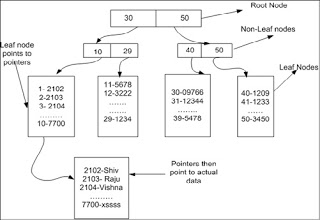 30 50
Root Node
Non-Leaf nodes
Leaf node
points to
pointers
10 29
40 50
Leaf Nodes
1- 2102
2-2103
3- 2104
........
10-7700
11-5678
12-3222
.......
.......
29-1234
30-09766
31-12344
........
39-5478
40-1209
41-1233
.......
50-3450
2102-Shiv
2103- Raju
2104-Vishna
.........
7700-xssss
Pointers then
point to actual
data